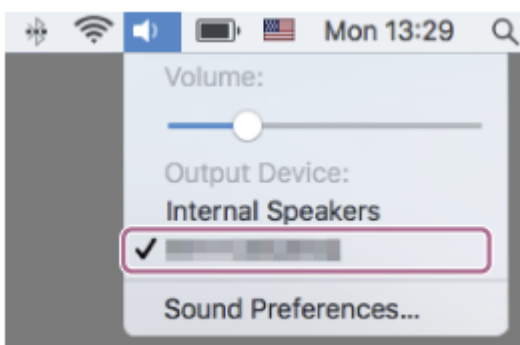 Mon 13:29
Volume:
Output Device:
Internal Speakers
Sound Preferences...